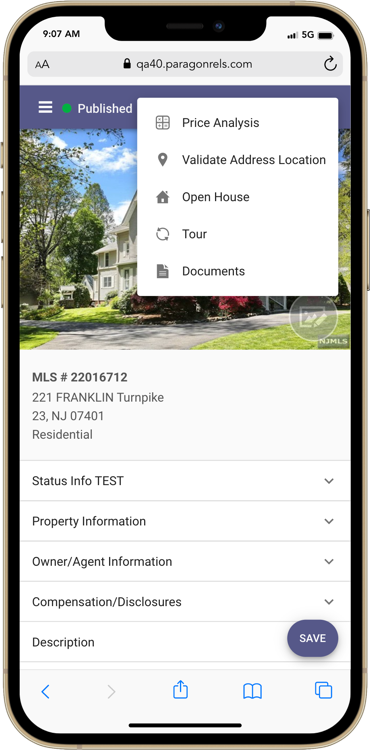 9:07 AM
5G
AA
qa40.paragonrels.com
Published
Price Analysis
Validate Address Location
Open House
Tour
Documents
NJMLS
MLS # 22016712
221 FRANKLIN Turnpike
23, NJ 07401
Residential
Status Info TEST
Property Information
Owner/Agent Information
Compensation/Disclosures
Description
SAVE